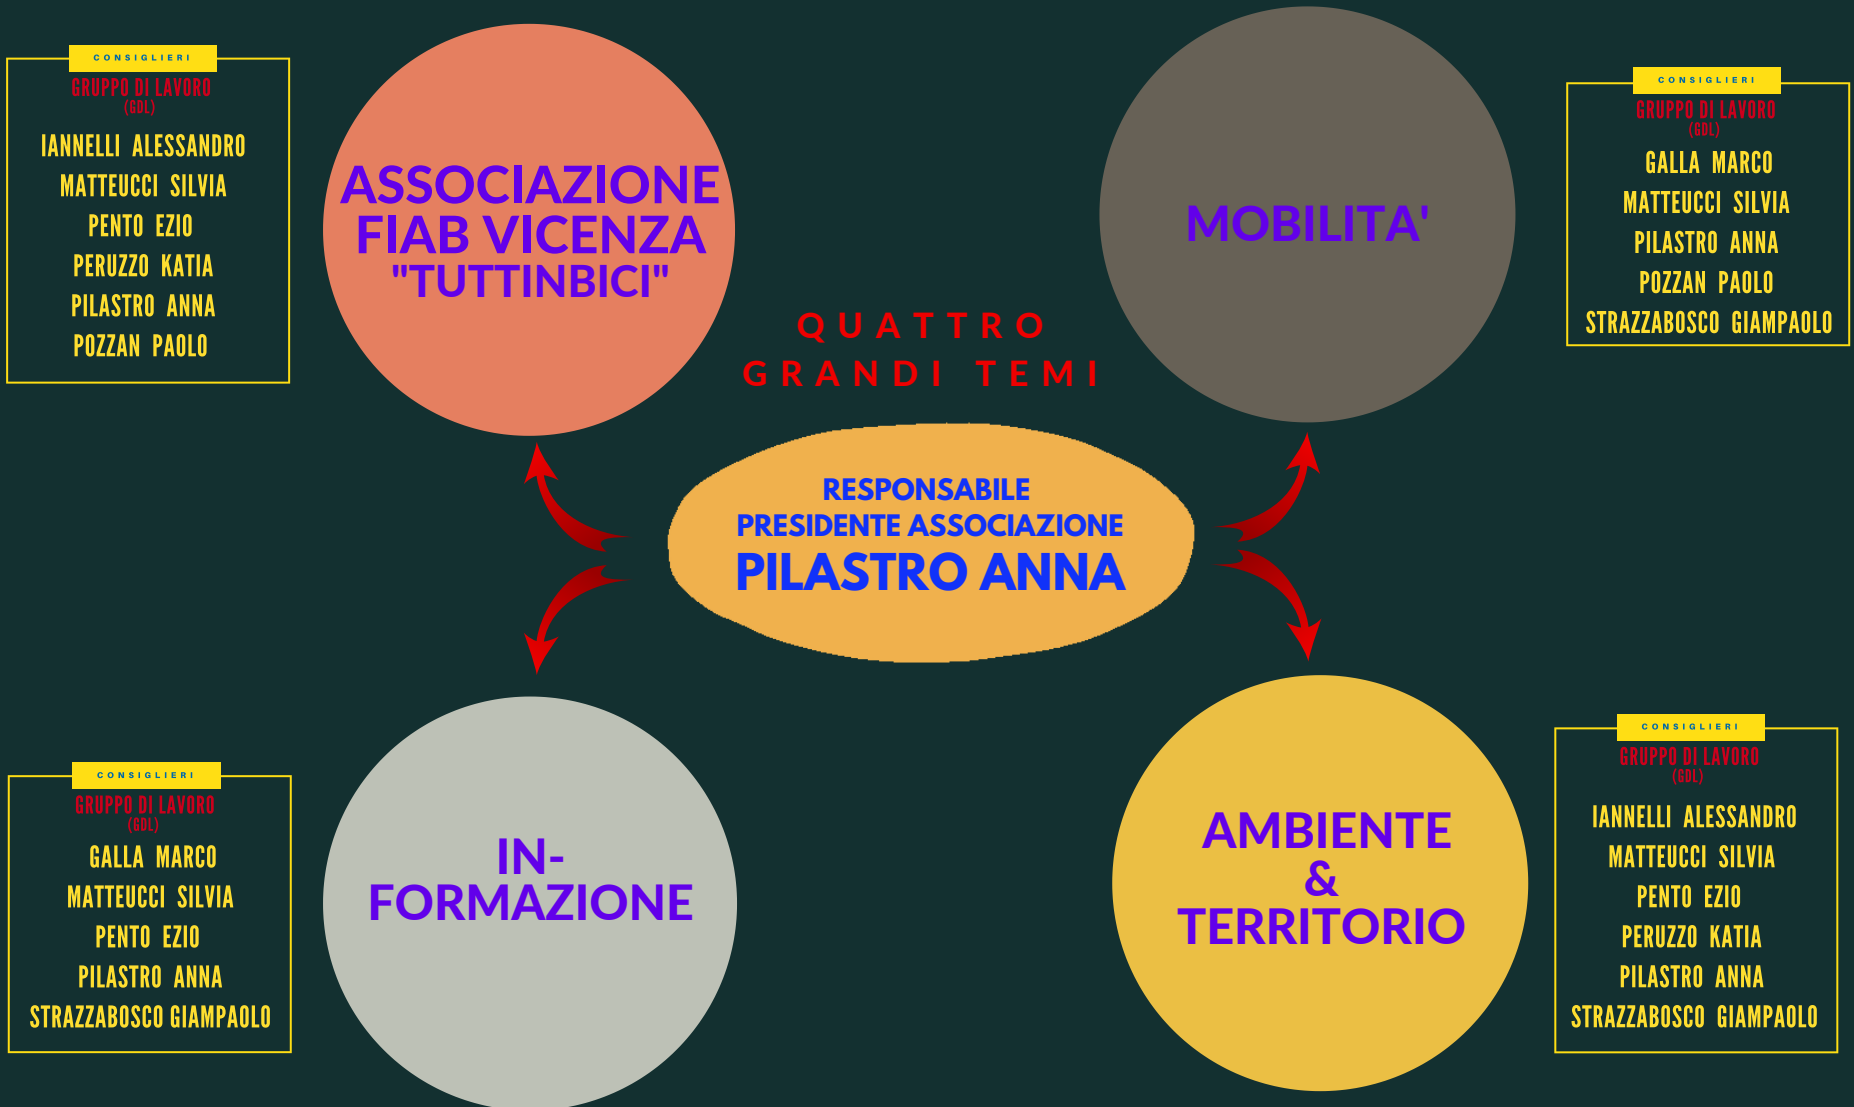 CONSIGLIERI
GRUPPO DI LAVORO
(GDL)
IANNELLI ALESSANDRO
MATTEUCCI SILVIA
PENTO EZIO
PERUZZO KATIA
PILASTRO ANNA
POZZAN PAOLO
ASSOCIAZIONE
FIAB VICENZA
"TUTTINBICI"
MOBILITA'
CONSIGLIERI
GRUPPO DI LAVORO
(GDL)
GALLA MARCO
MATTEUCCI SILVIA
PILASTRO ANNA
POZZAN PAOLO
STRAZZABOSCO GIAMPAOLO
QUATTRO
GRANDI TEMI
RESPONSABILE
PRESIDENTE ASSOCIAZIONE
PILASTRO ANNA
CONSIGLIERI
GRUPPO DI LAVORO
(GDL)
GALLA MARCO
MATTEUCCI SILVIA
PENTO EZIO
PILASTRO ANNA
STRAZZABOSCO GIAMPAOLO
IN-
FORMAZIONE
AMBIENTE
&
TERRITORIO
CONSIGLIERI
GRUPPO DI LAVORO
(GDL)
IANNELLI ALESSANDRO
MATTEUCCI SILVIA
PENTO EZIO
PERUZZO KATIA
PILASTRO ANNA
STRAZZABOSCO GIAMPAOLO